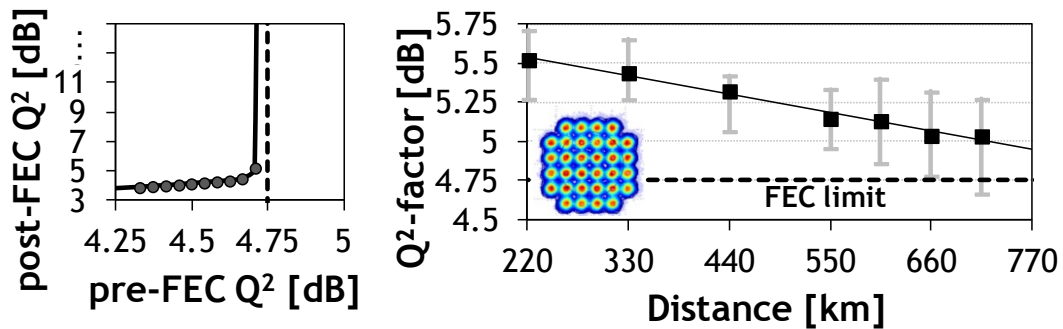 post-FEC Q² [dB]
...
11
9
7
5
3
4.25 4.5 4.75 5
pre-FEC Q² [dB]
Q²-factor [dB]
5.75
5.5
5.25
5
4.75
4.5
FEC limit
220 330 440 550 660 770
Distance [km]